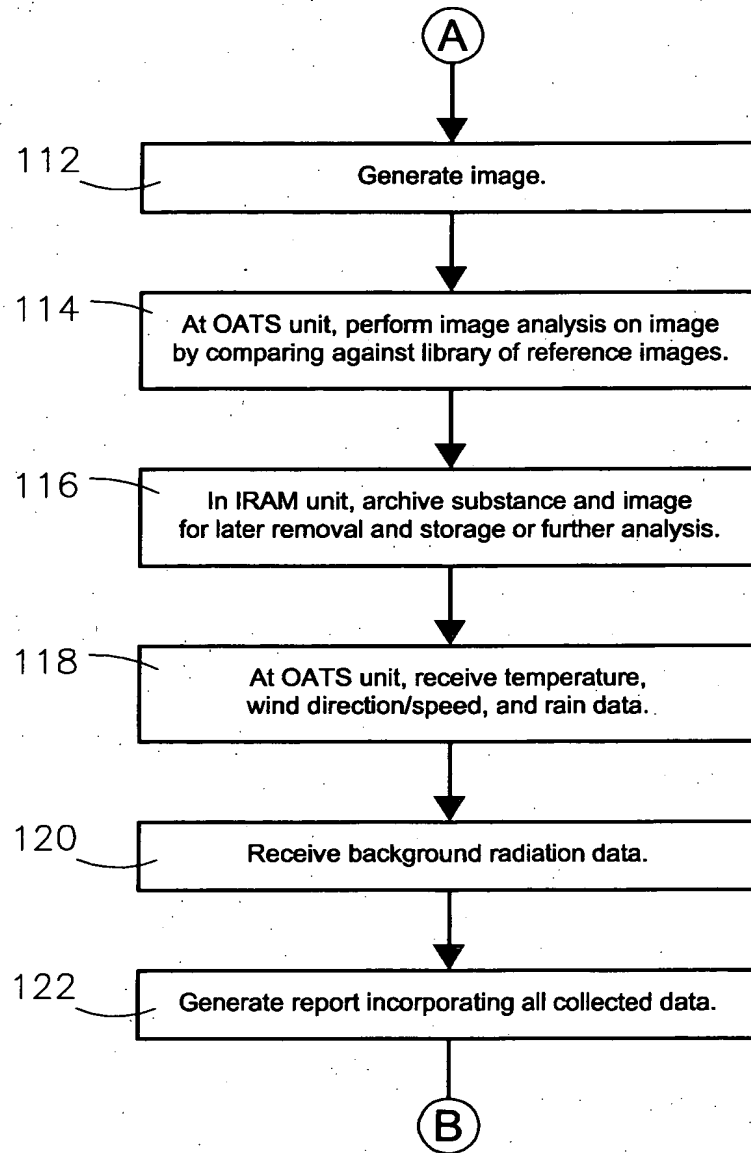 A
112
Generate image.
114
At OATS unit, perform image analysis on image
by comparing against library of reference images.
116
In IRAM unit, archive substance and image
for later removal and storage or further analysis.
118
At OATS unit, receive temperature,
wind direction/speed, and rain data.
120
Receive background radiation data.
122
Generate report incorporating all collected data.
B